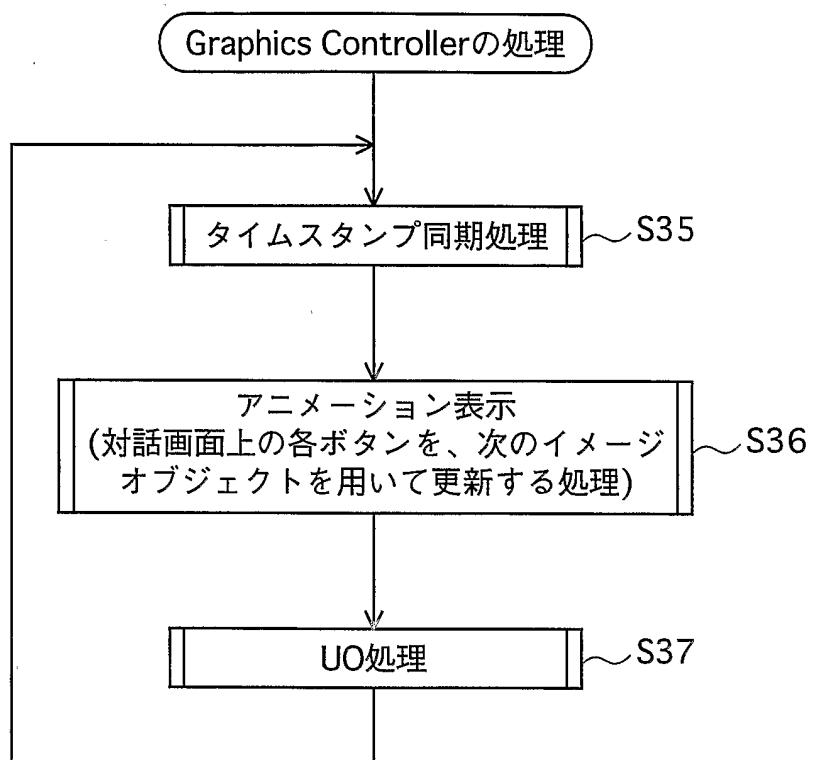 Graphics Controllerの処理
タイムスタンプ同期処理
S35
アニメーション表示
(対話画面上の各ボタンを、次のイメージ
オブジェクトを用いて更新する処理)
S36
UO処理
S37